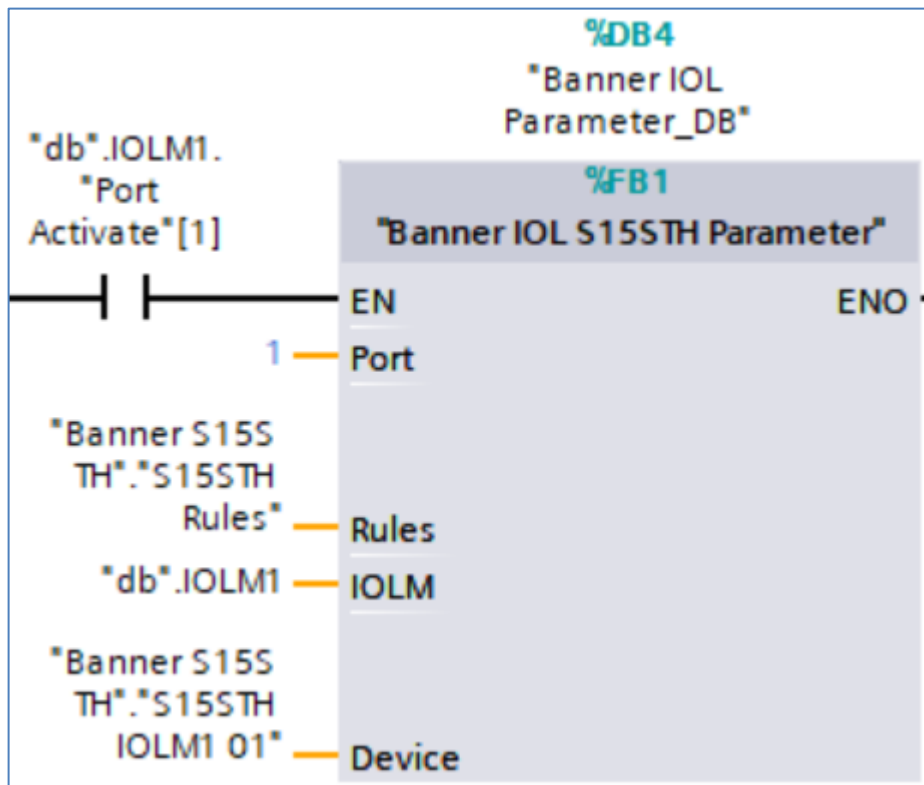 %DB4
"Banner IOL
Parameter_DB"
"db".IOLM1.
"Port
Activate"[1]
%FB1
"Banner IOL S15STH Parameter"
EN
ENO
1
Port
"Banner S15S
TH"."S15STH
Rules"
Rules
"db".IOLM1
IOLM
"Banner S15S
TH"."S15STH
IOLM1 01"
Device